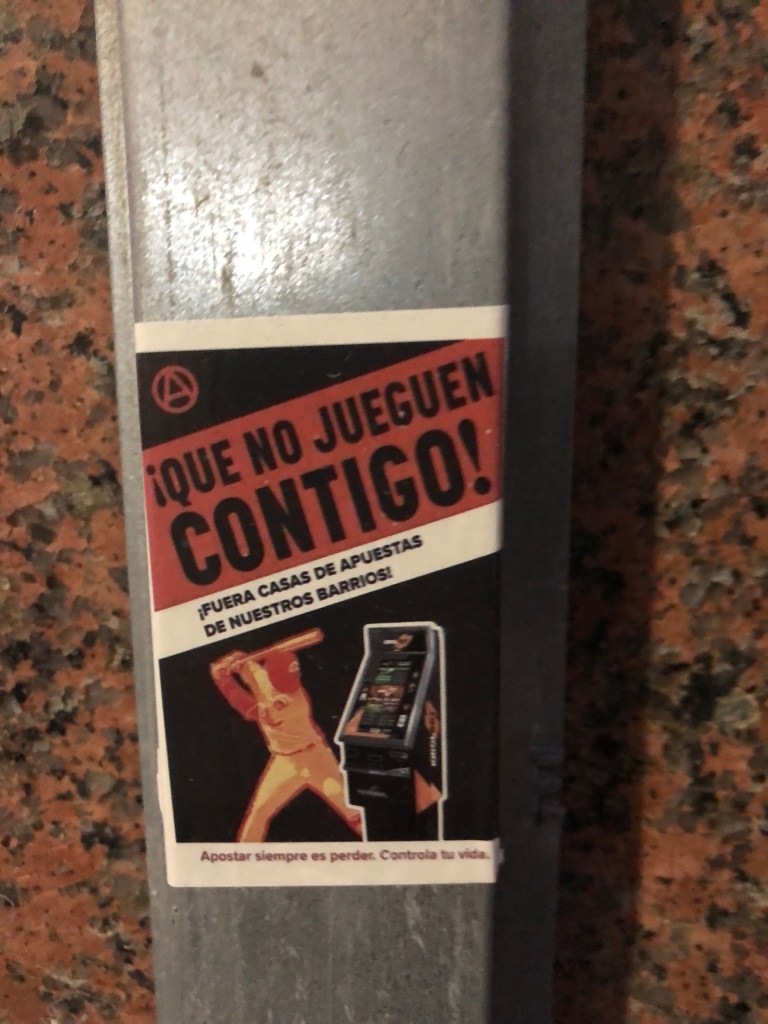 ¡QUE NO JUEGUEN
CONTIGO!
¡FUERA CASAS DE APUESTAS
DE NUESTROS BARRIOS!
Apostar siempre es perder. Controla tu vida.